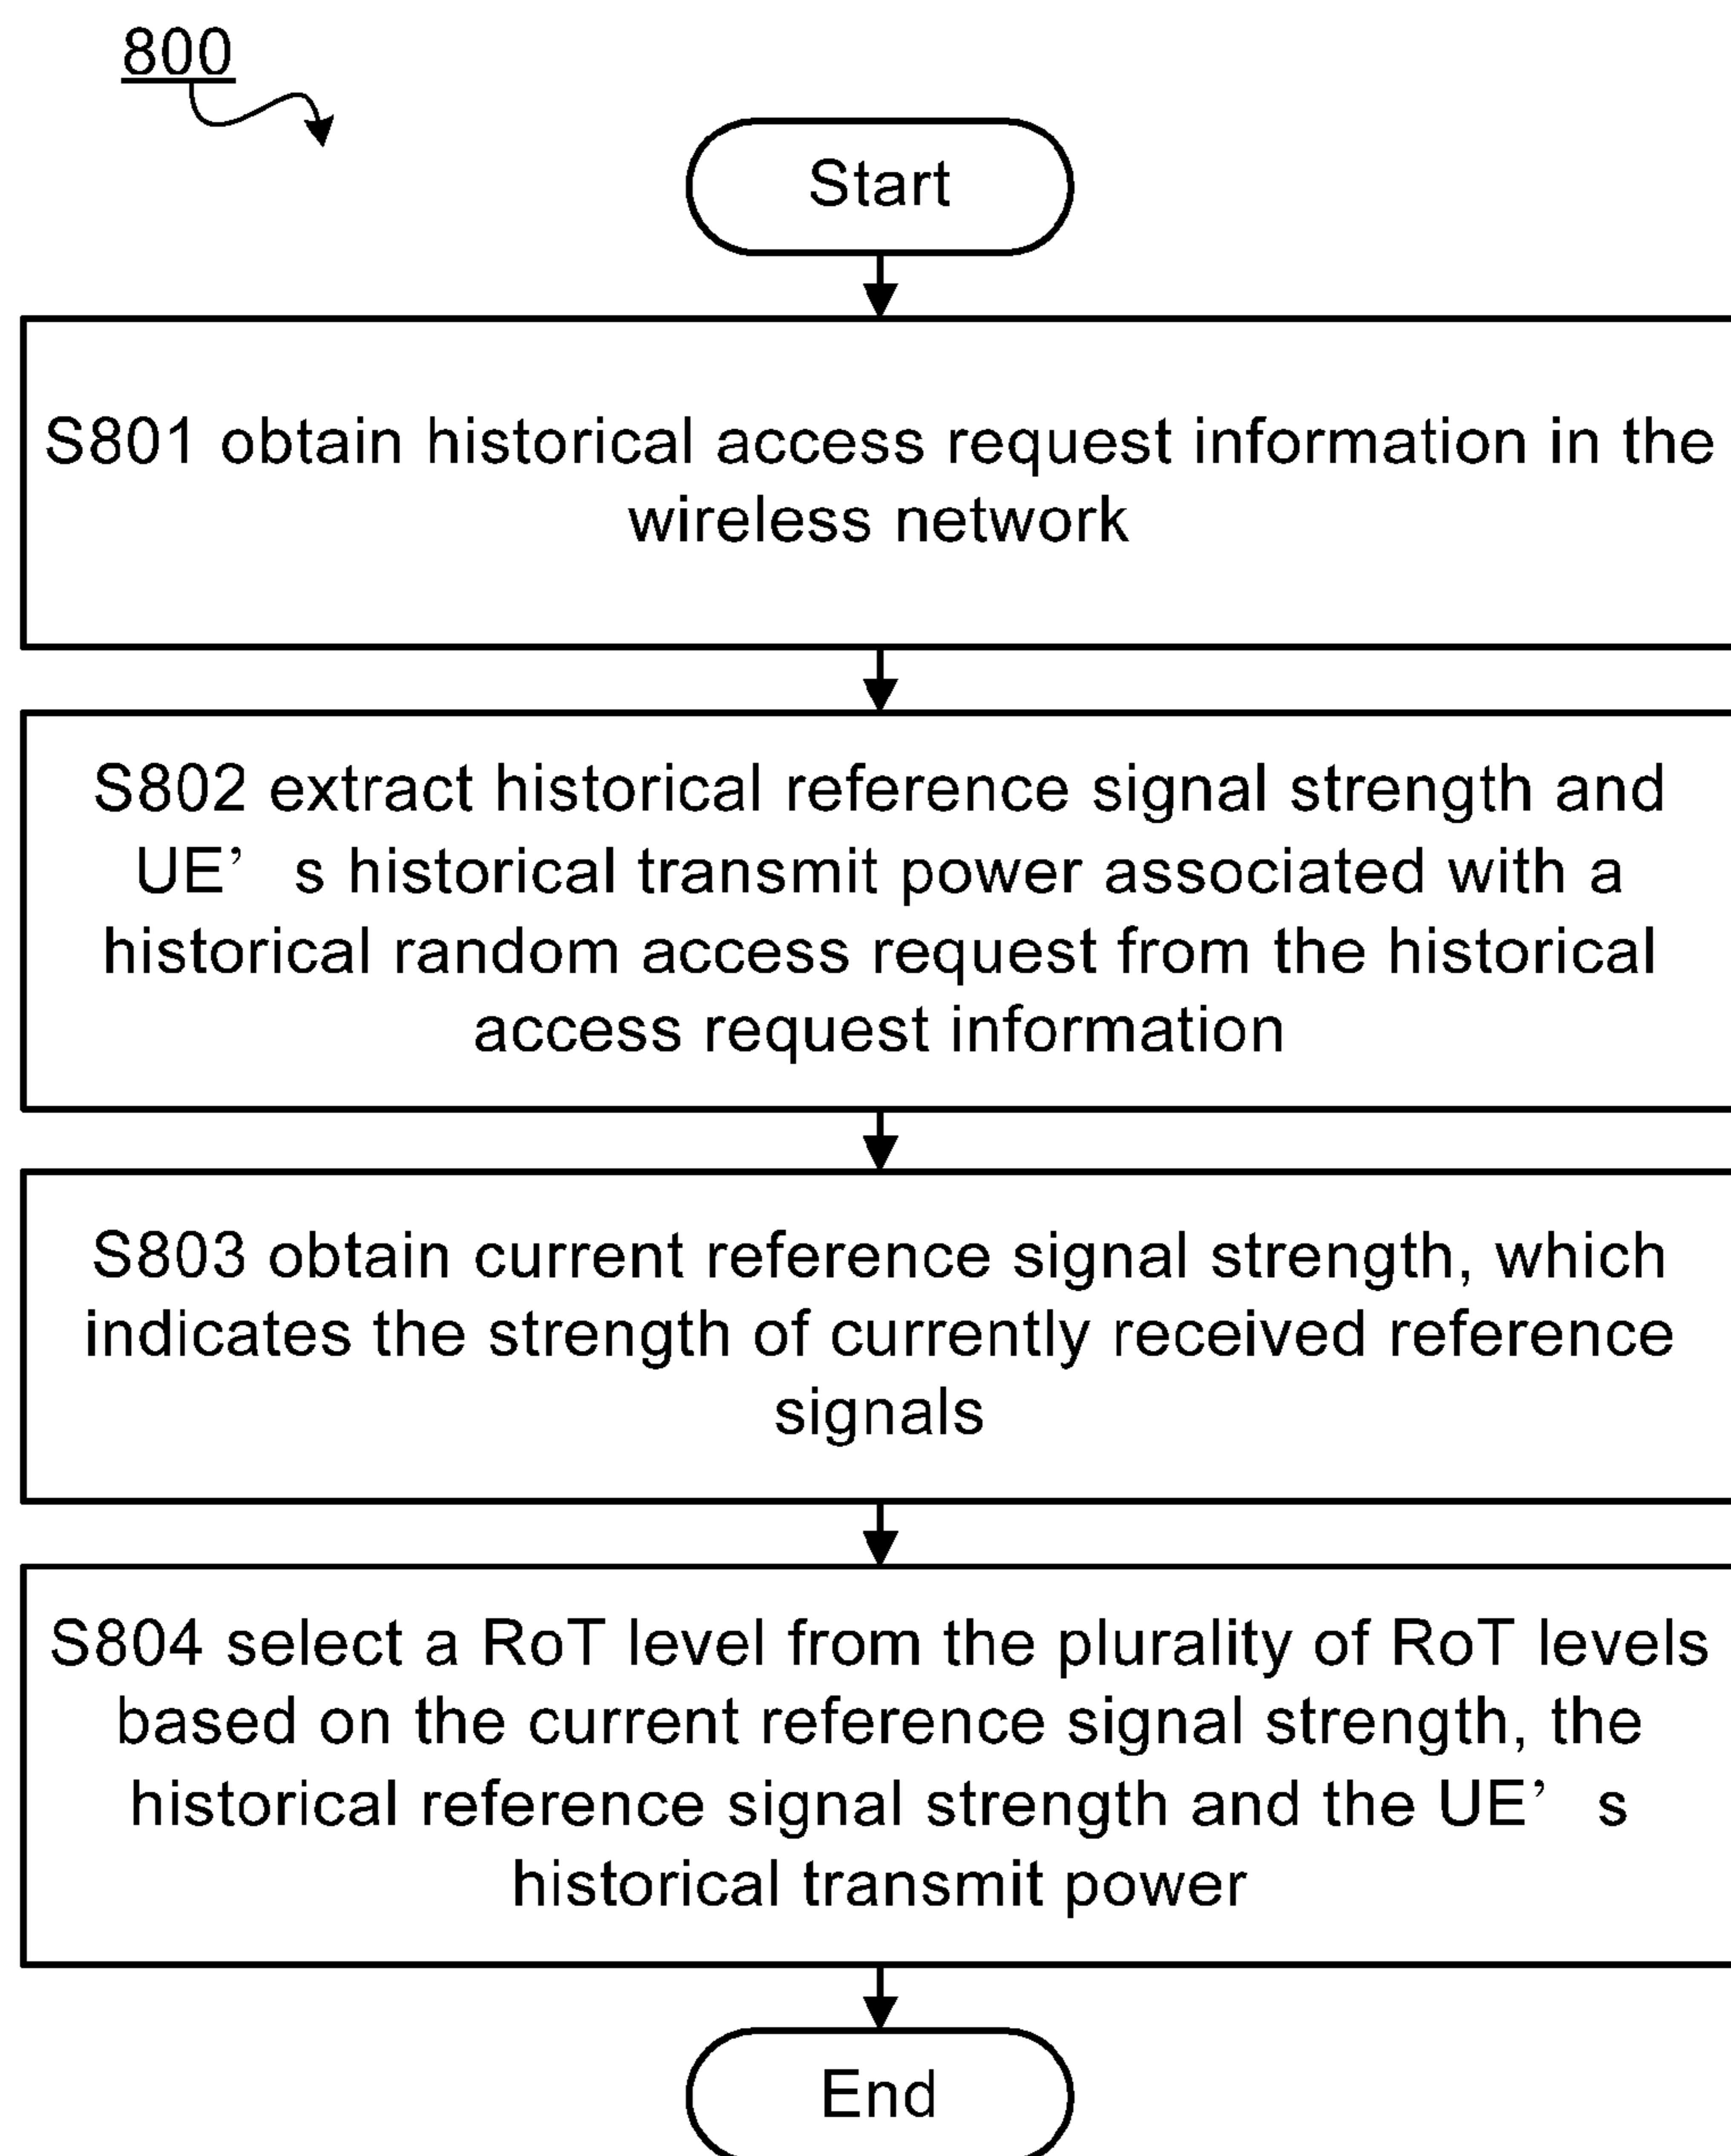 800
Start
S801 obtain historical access request information in the
wireless network
S802 extract historical reference signal strength and
UE’ s historical transmit power associated with a
historical random access request from the historical
access request information
S803 obtain current reference signal strength, which
indicates the strength of currently received reference
signals
S804 select a RoT level from the plurality of RoT levels
based on the current reference signal strength, the
historical reference signal strength and the UE’ s
historical transmit power
End